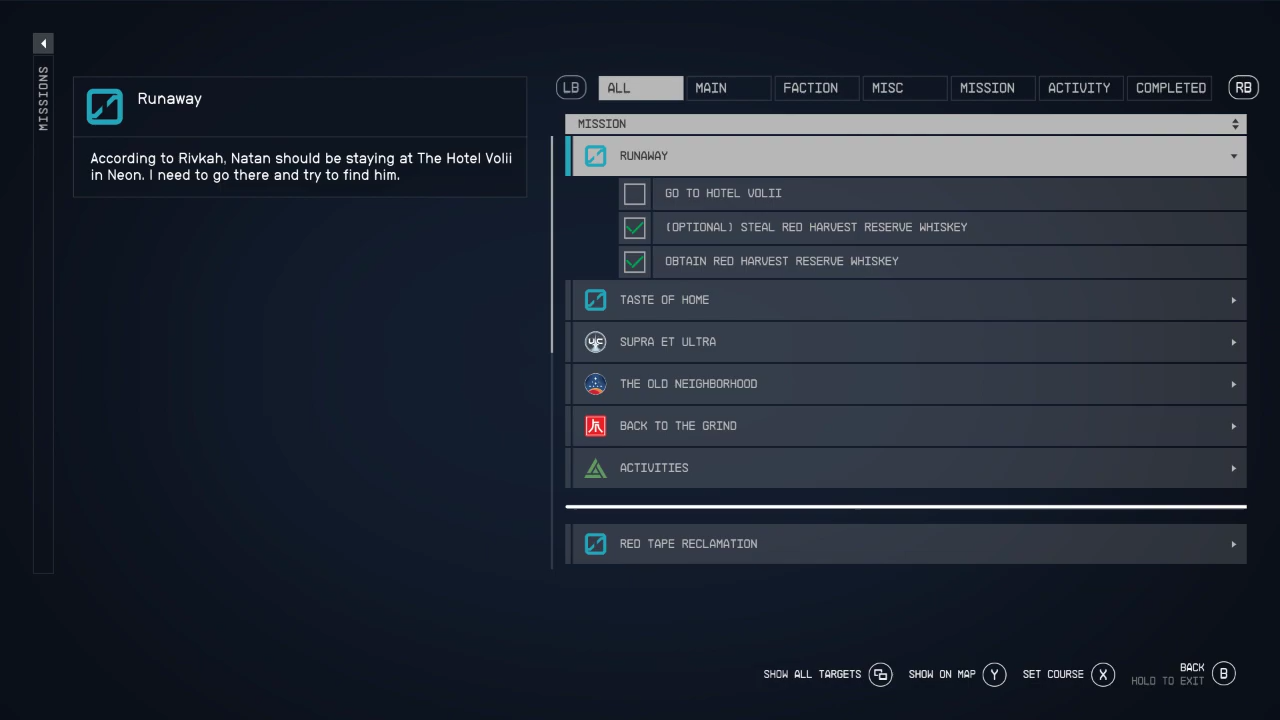 MISSIONS
Runaway
According to Rivkah, Natan should be staying at The Hotel Volii
in Neon. I need to go there and try to find him.
LB ALL MAIN FACTION MISC MISSION ACTIVITY COMPLETED RB
MISSION
RUNAWAY
GO TO HOTEL VOLII
(OPTIONAL) STEAL RED HARVEST RESERVE WHISKEY
OBTAIN RED HARVEST RESERVE WHISKEY
TASTE OF HOME
UC SUPRA ET ULTRA
THE OLD NEIGHBORHOOD
BACK TO THE GRIND
ACTIVITIES
RED TAPE RECLAMATION
SHOW ALL TARGETS SHOW ON MAP Y SET COURSE X BACK B
HOLD TO EXIT